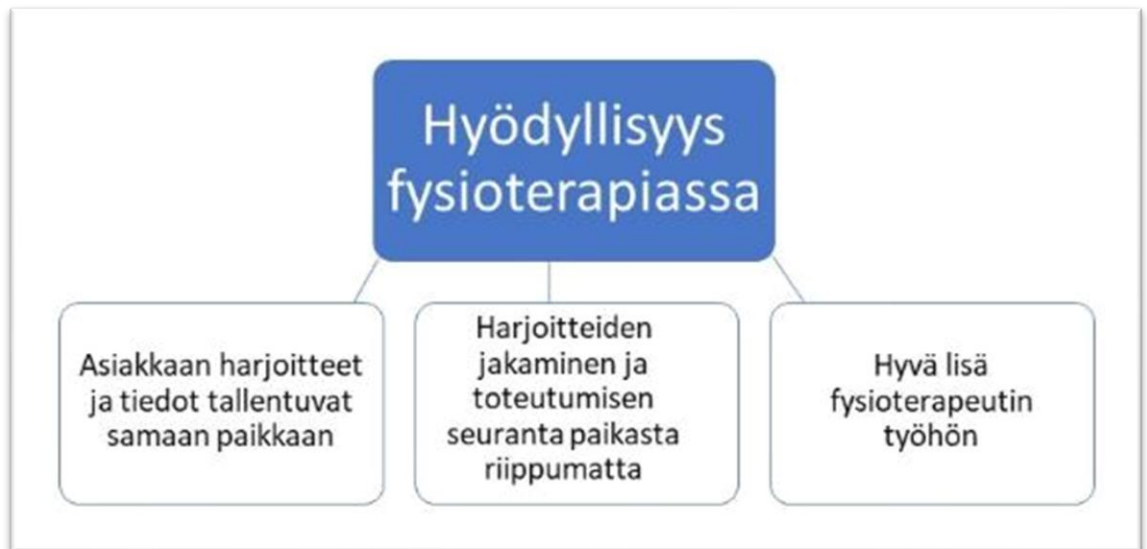 Hyödyllisyys
fysioterapiassa
Asiakkaan harjoitteet
ja tiedot tallentuvat
samaan paikkaan
Harjoitteiden
jakaminen ja
toteutumisen
seuranta paikasta
riippumatta
Hyvä lisä
fysioterapeutin
työhön